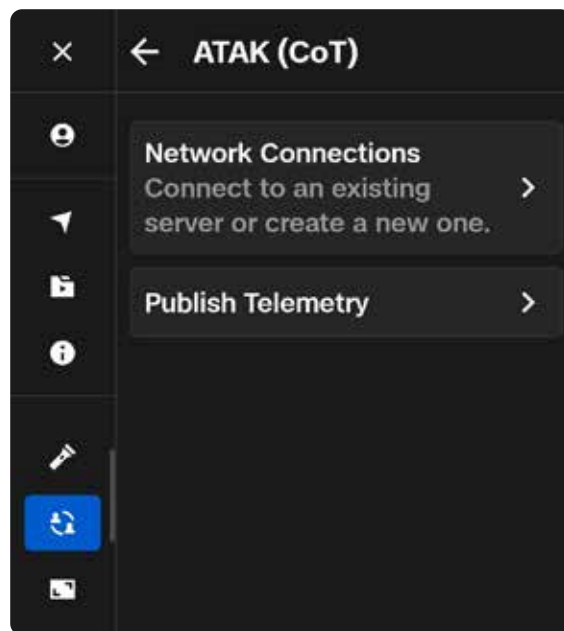 ATAK (CoT)
Network Connections
Connect to an existing
server or create a new one.
Publish Telemetry